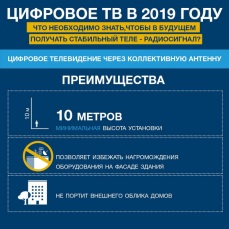 ЦИФРОВОЕ ТВ В 2019 ГОДУ
ЧТО НЕОБХОДИМО ЗНАТЬ,ЧТОБЫ В БУДУЩЕМ
ПОЛУЧАТЬ СТАБИЛЬНЫЙ ТЕЛЕ - РАДИОСИГНАЛ?
ЦИФРОВОЕ ТЕЛЕВИДЕНИЕ ЧЕРЕЗ КОЛЛЕКТИВНУЮ АНТЕННУ
ПРЕИМУЩЕСТВА
10 м
10 МЕТРОВ
МИНИМАЛЬНАЯ ВЫСОТА УСТАНОВКИ
ПОЗВОЛЯЕТ ИЗБЕЖАТЬ НАГРОМОЖДЕНИЯ
ОБОРУДОВАНИЯ НА ФАСАДЕ ЗДАНИЯ
НЕ ПОРТИТ ВНЕШНЕГО ОБЛИКА ДОМОВ